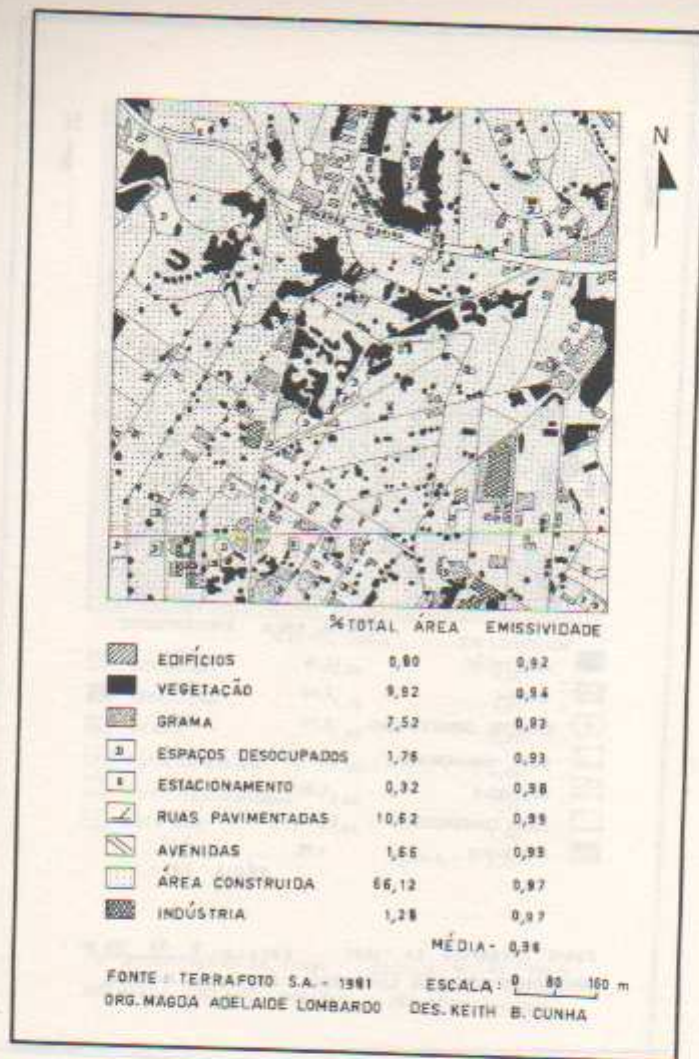 N
% TOTAL ÁREA EMISSIVIDADE
EDIFÍCIOS 0,80 0,92
VEGETAÇÃO 9,92 0,96
GRAMA 7,52 0,93
D ESPAÇOS DESOCUPADOS 1,76 0,93
E ESTACIONAMENTO 0,32 0,98
RUAS PAVIMENTADAS 10,62 0,99
AVENIDAS 1,66 0,99
ÁREA CONSTRUIDA 66,12 0,97
INDÚSTRIA 1,28 0,97
MÉDIA - 0,96
FONTE : TERRAFOTO S.A. - 1981 ESCALA : 0 80 160 m
ORG. MAGDA ADELAIDE LOMBARDO DES. KEITH B. CUNHA